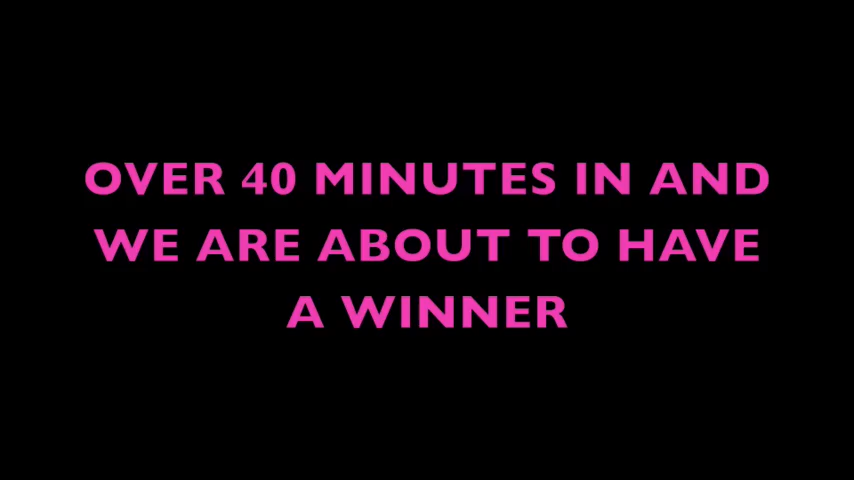 OVER 40 MINUTES IN AND
WE ARE ABOUT TO HAVE
A WINNER